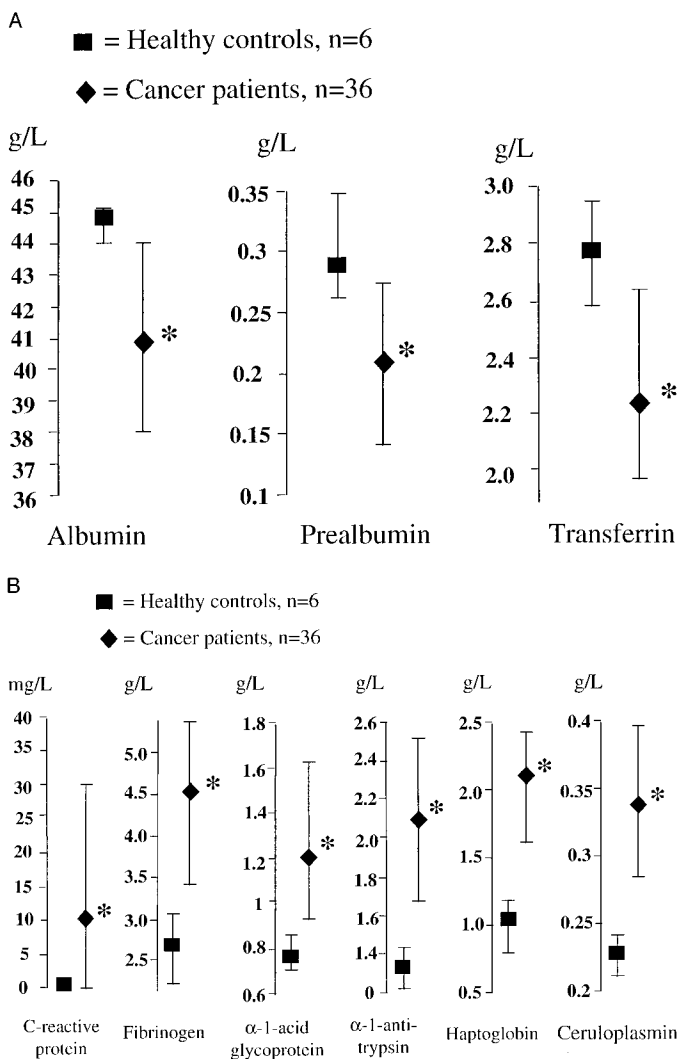 A
= Healthy controls, n=6
= Cancer patients, n=36
g/L
46
45
44
43
42
41
40
39
38
37
36
*
Albumin
g/L
0.35
0.3
0.25
0.2
0.15
0.1
*
Prealbumin
g/L
3.0
2.8
2.6
2.4
2.2
2.0
*
Transferrin
B
= Healthy controls, n=6
= Cancer patients, n=36
mg/L
40
30
20
10
0
*
C-reactive
protein
g/L
5.0
4.5
4.0
3.5
3.0
2.5
*
Fibrinogen
g/L
1.8
1.6
1.4
1.2
1
0.8
0.6
*
α-1-acid
glycoprotein
g/L
2.6
2.4
2.2
2.0
1.8
1.6
1.4
0
*
α-1-anti-
trypsin
g/L
2.5
2.0
1.5
1.0
0.5
*
Haptoglobin
g/L
0.4
0.35
0.3
0.25
0.2
*
Ceruloplasmin